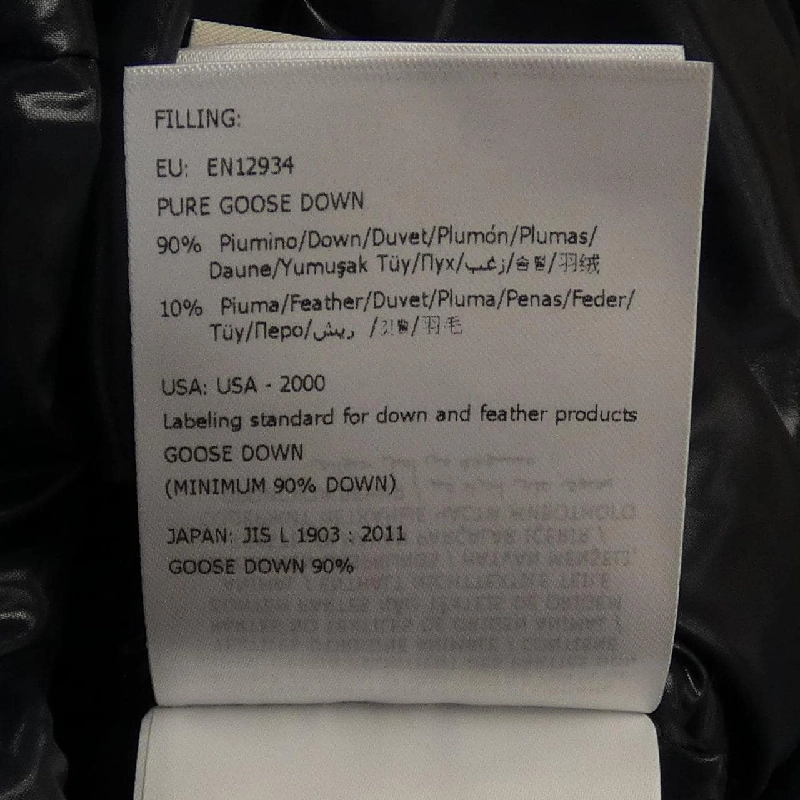 FILLING:
EU: EN12934
PURE GOOSE DOWN
90% Piumino/Down/Duvet/Plumón/Plumas/
Daune/Yumuşak Tüy/Пух/زغب/솜털/羽绒
10% Piuma/Feather/Duvet/Pluma/Penas/Feder/
Tüy/Перо/ريش /깃털/羽毛
USA: USA - 2000
Labeling standard for down and feather products
GOOSE DOWN
(MINIMUM 90% DOWN)
JAPAN: JIS L 1903 : 2011
GOOSE DOWN 90%